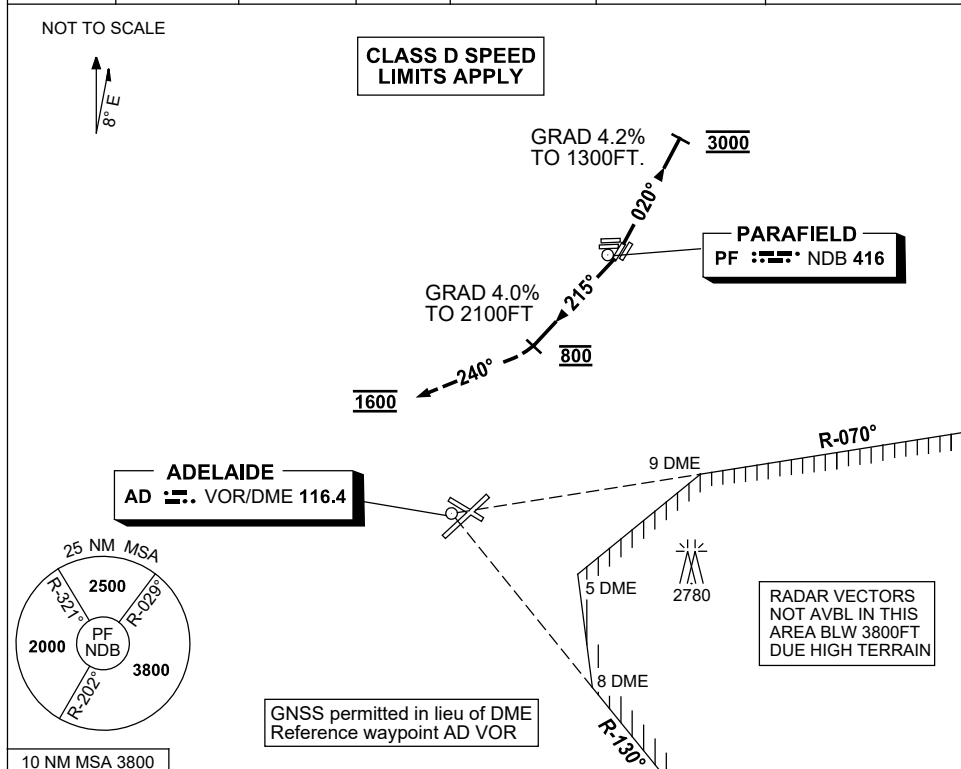 NOT TO SCALE
8° E
CLASS D SPEED
LIMITS APPLY
GRAD 4.2%
TO 1300FT.
3000
020°
PARAFIELD
PF NDB 416
215°
GRAD 4.0%
TO 2100FT
800
240°
1600
R-070°
9 DME
ADELAIDE
AD VOR/DME 116.4
25 NM MSA
2500
R-321°
R-029°
PF
NDB
2000
3800
R-202°
5 DME
2780
RADAR VECTORS
NOT AVBL IN THIS
AREA BLW 3800FT
DUE HIGH TERRAIN
8 DME
R-130°
GNSS permitted in lieu of DME
Reference waypoint AD VOR
10 NM MSA 3800